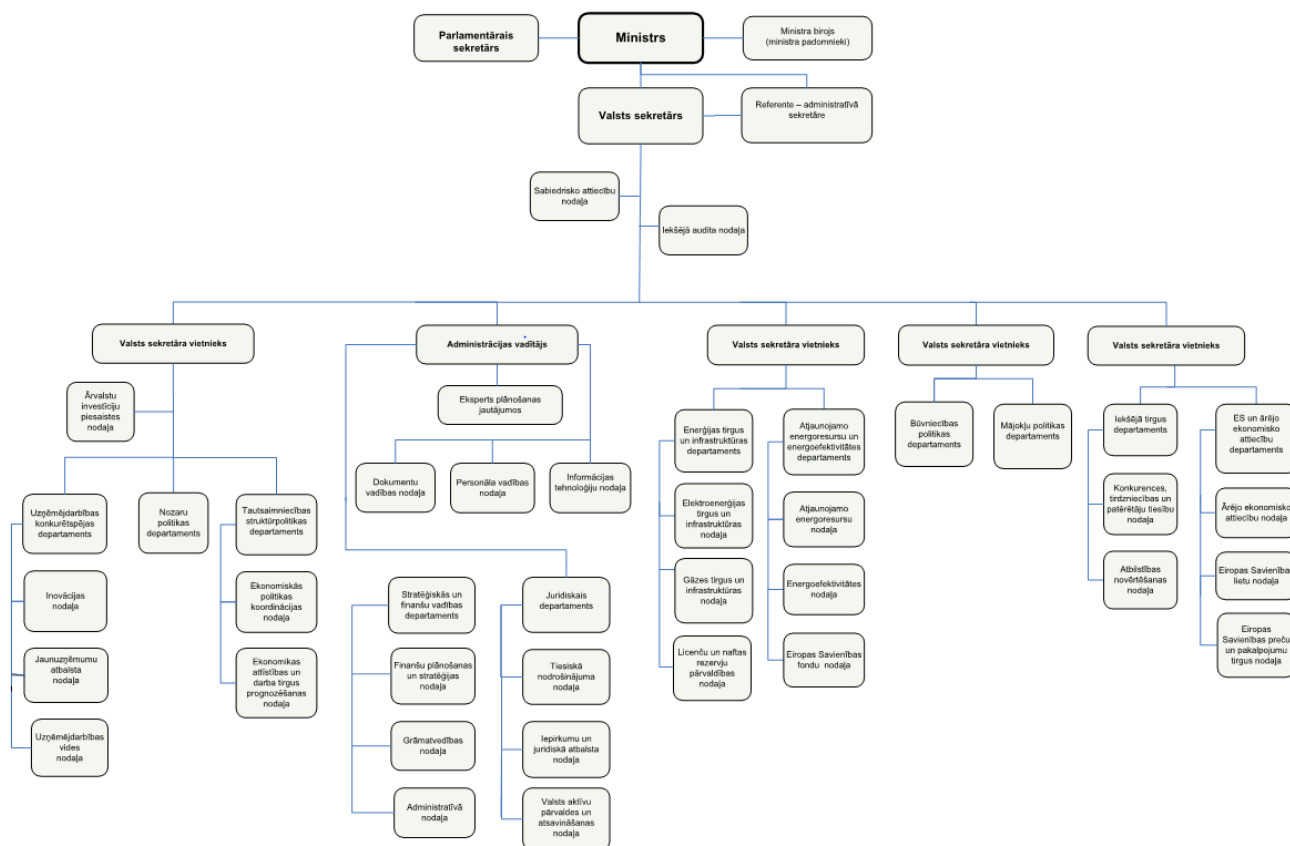 Parlamentārais
sekretārs
Ministrs
Ministra birojs
(ministra padomnieki)
Valsts sekretārs
Referente – administratīvā
sekretāre
Sabiedrisko attiecību
nodaļa
Iekšējā audita nodaļa
Valsts sekretāra vietnieks
Administrācijas vadītājs
Valsts sekretāra vietnieks
Valsts sekretāra vietnieks
Valsts sekretāra vietnieks
Ārvalstu
investīciju
piesaistes
nodaļa
Uzņēmējdarbības
konkurētspējas
departaments
Nozaru
politikas
departaments
Tautsaimniecības
struktūrpolitikas
departaments
Inovācijas
nodaļa
Ekonomiskās
politikas
koordinācijas
nodaļa
Jaunuzņēmumu
atbalsta
nodaļa
Ekonomikas
attīstības un
darba tirgus
prognozēšanas
nodaļa
Uzņēmējdarbības
vides
nodaļa
Eksperts plānošanas
jautājumos
Dokumentu
vadības nodaļa
Personāla vadības
nodaļa
Informācijas
tehnoloģiju nodaļa
Stratēģiskās un
finanšu vadības
departaments
Juridiskais
departaments
Finanšu plānošanas
un stratēģijas
nodaļa
Tiesiskā
nodrošinājuma
nodaļa
Grāmatvedības
nodaļa
Iepirkumu un
juridiskā atbalsta
nodaļa
Administratīvā
nodaļa
Valsts aktīvu
pārvaldes un
atsavināšanas
nodaļa
Enerģijas tirgus
un infrastruktūras
departaments
Atjaunojamo
energoresursu un
energoefektivitātes
departaments
Elektroenerģijas
tirgus un
infrastruktūras
nodaļa
Atjaunojamo
energoresursu
nodaļa
Gāzes tirgus un
infrastruktūras
nodaļa
Energoefektivitātes
nodaļa
Licenču un naftas
rezervju
pārvaldības
nodaļa
Eiropas Savienības
fondu nodaļa
Būvniecības
politikas
departaments
Mājokļu politikas
departaments
Iekšējā tirgus
departaments
ES un ārējo
ekonomisko
attiecību
departaments
Konkurences,
tirdzniecības un
patērētāju tiesību
nodaļa
Ārējo ekonomisko
attiecību nodaļa
Atbilstības
novērtēšanas
nodaļa
Eiropas Savienības
lietu nodaļa
Eiropas
Savienības preču
un pakalpojumu
tirgus nodaļa